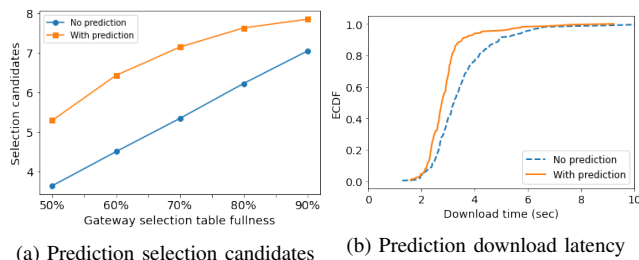 8
7
6
5
4
Selection candidates
No prediction
With prediction
50% 60% 70% 80% 90%
Gateway selection table fullness
(a) Prediction selection candidates
1.0
0.8
0.6
0.4
0.2
0.0
ECDF
No prediction
With prediction
0 2 4 6 8 10
Download time (sec)
(b) Prediction download latency